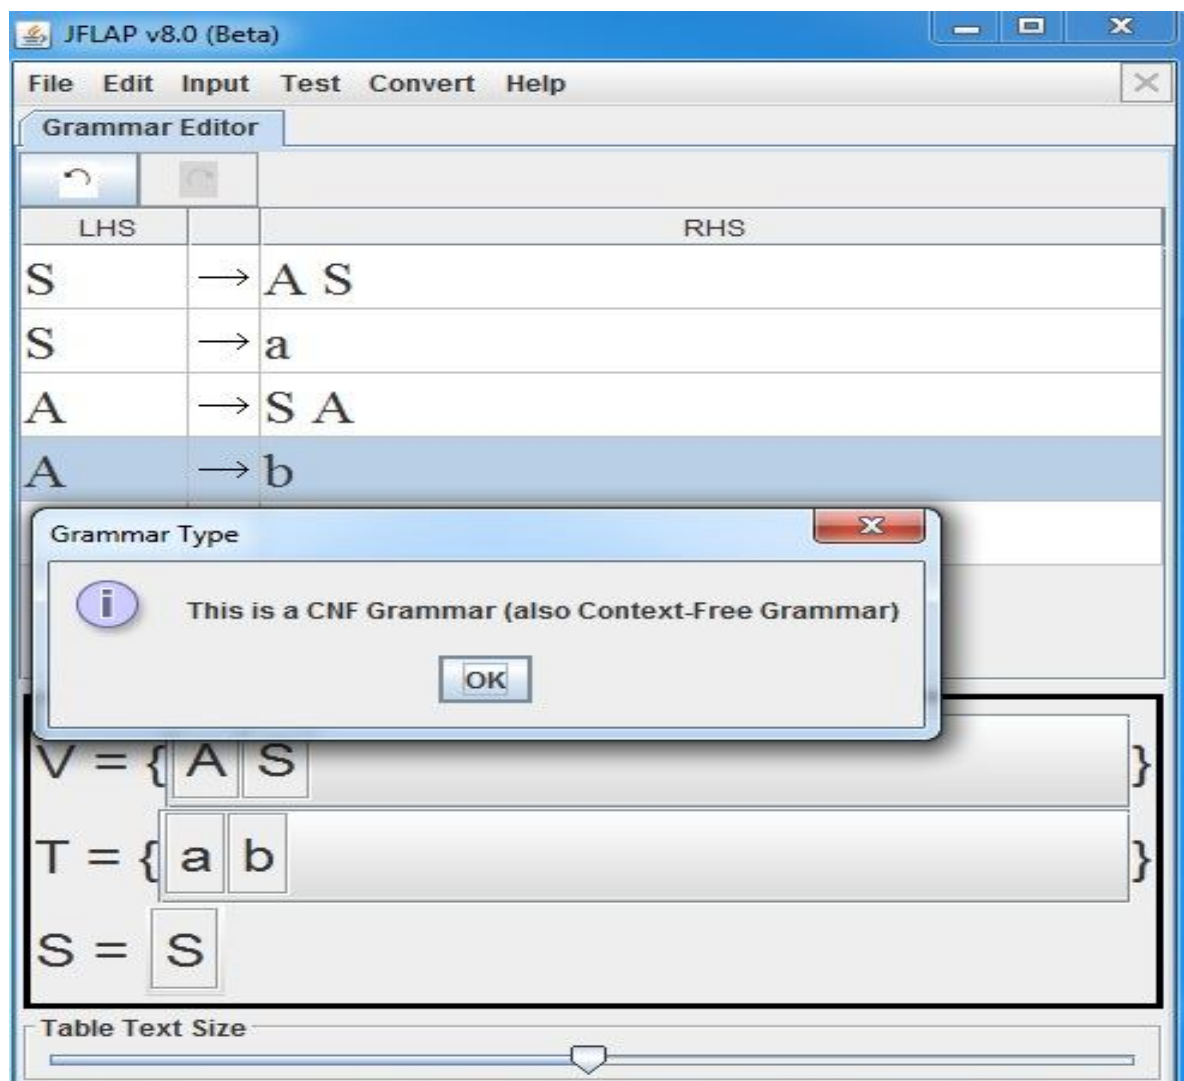 JFLAP v8.0 (Beta)
File Edit Input Test Convert Help
Grammar Editor
LHS RHS
S → A S
S → a
A → S A
A → b
Grammar Type
This is a CNF Grammar (also Context-Free Grammar)
OK
V = { A S }
T = { a b }
S = S
Table Text Size